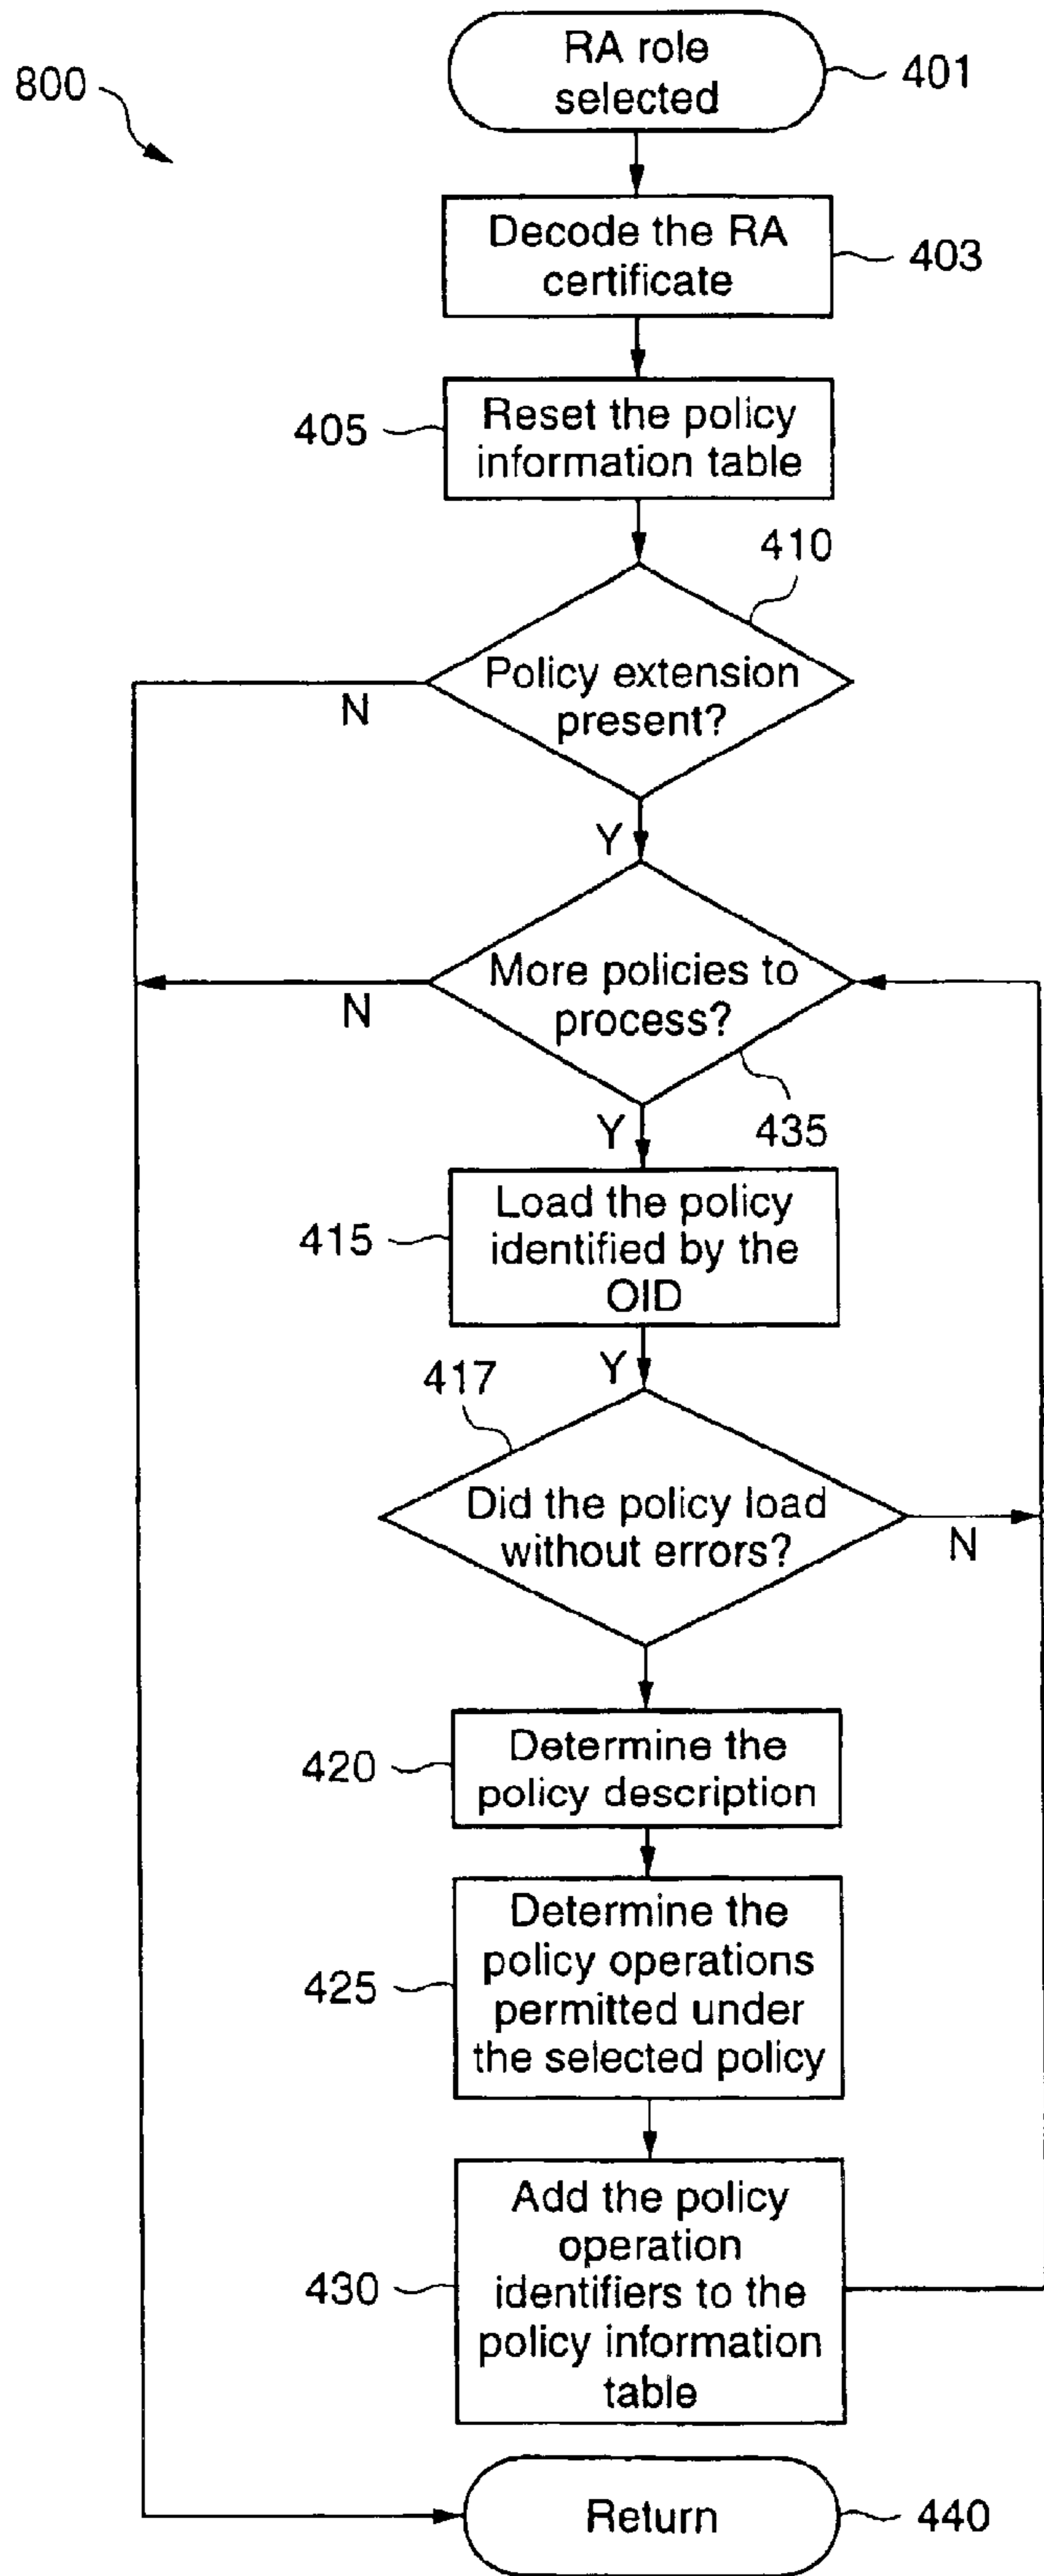 800
RA role
selected
401
Decode the RA
certificate
403
405
Reset the policy
information table
410
Policy extension
present?
N
Y
More policies to
process?
N
435
Y
415
Load the policy
identified by the
OID
417
Y
Did the policy load
without errors?
N
420
Determine the
policy description
425
Determine the
policy operations
permitted under
the selected policy
430
Add the policy
operation
identifiers to the
policy information
table
Return
440